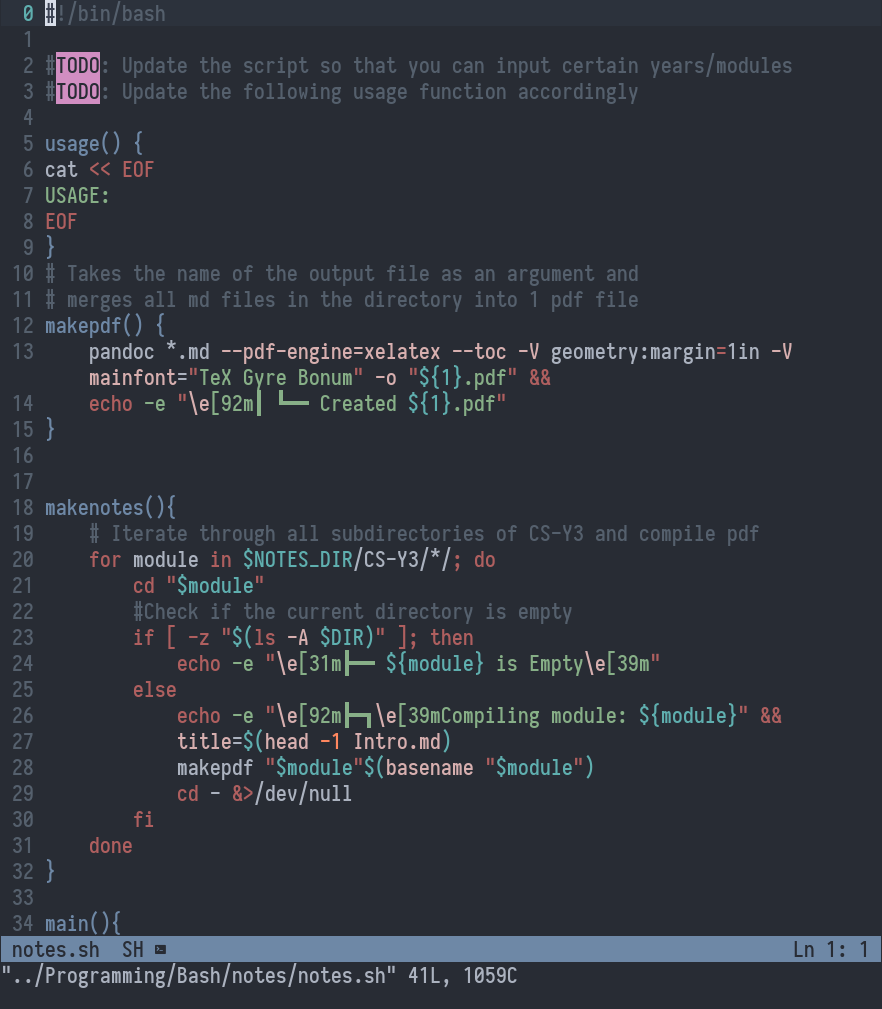 0 #!/bin/bash
1
2 #TODO: Update the script so that you can input certain years/modules
3 #TODO: Update the following usage function accordingly
4
5 usage() {
6 cat << EOF
7 USAGE:
8 EOF
9 }
10 # Takes the name of the output file as an argument and
11 # merges all md files in the directory into 1 pdf file
12 makepdf() {
13     pandoc *.md --pdf-engine=xelatex --toc -V geometry:margin=1in -V
    mainfont="TeX Gyre Bonum" -o "${1}.pdf" &&
14     echo -e "\e[92m┃ ┗━━ Created ${1}.pdf"
15 }
16
17
18 makenotes(){
19     # Iterate through all subdirectories of CS-Y3 and compile pdf
20     for module in $NOTES_DIR/CS-Y3/*/; do
21         cd "$module"
22         #Check if the current directory is empty
23         if [ -z "$(ls -A $DIR)" ]; then
24             echo -e "\e[31m┣━━ ${module} is Empty\e[39m"
25         else
26             echo -e "\e[92m┣━┓\e[39mCompiling module: ${module}" &&
27             title=$(head -1 Intro.md)
28             makepdf "$module"$(basename "$module")
29             cd - &>/dev/null
30         fi
31     done
32 }
33
34 main(){
notes.sh SH Ln 1: 1
"../Programming/Bash/notes/notes.sh" 41L, 1059C